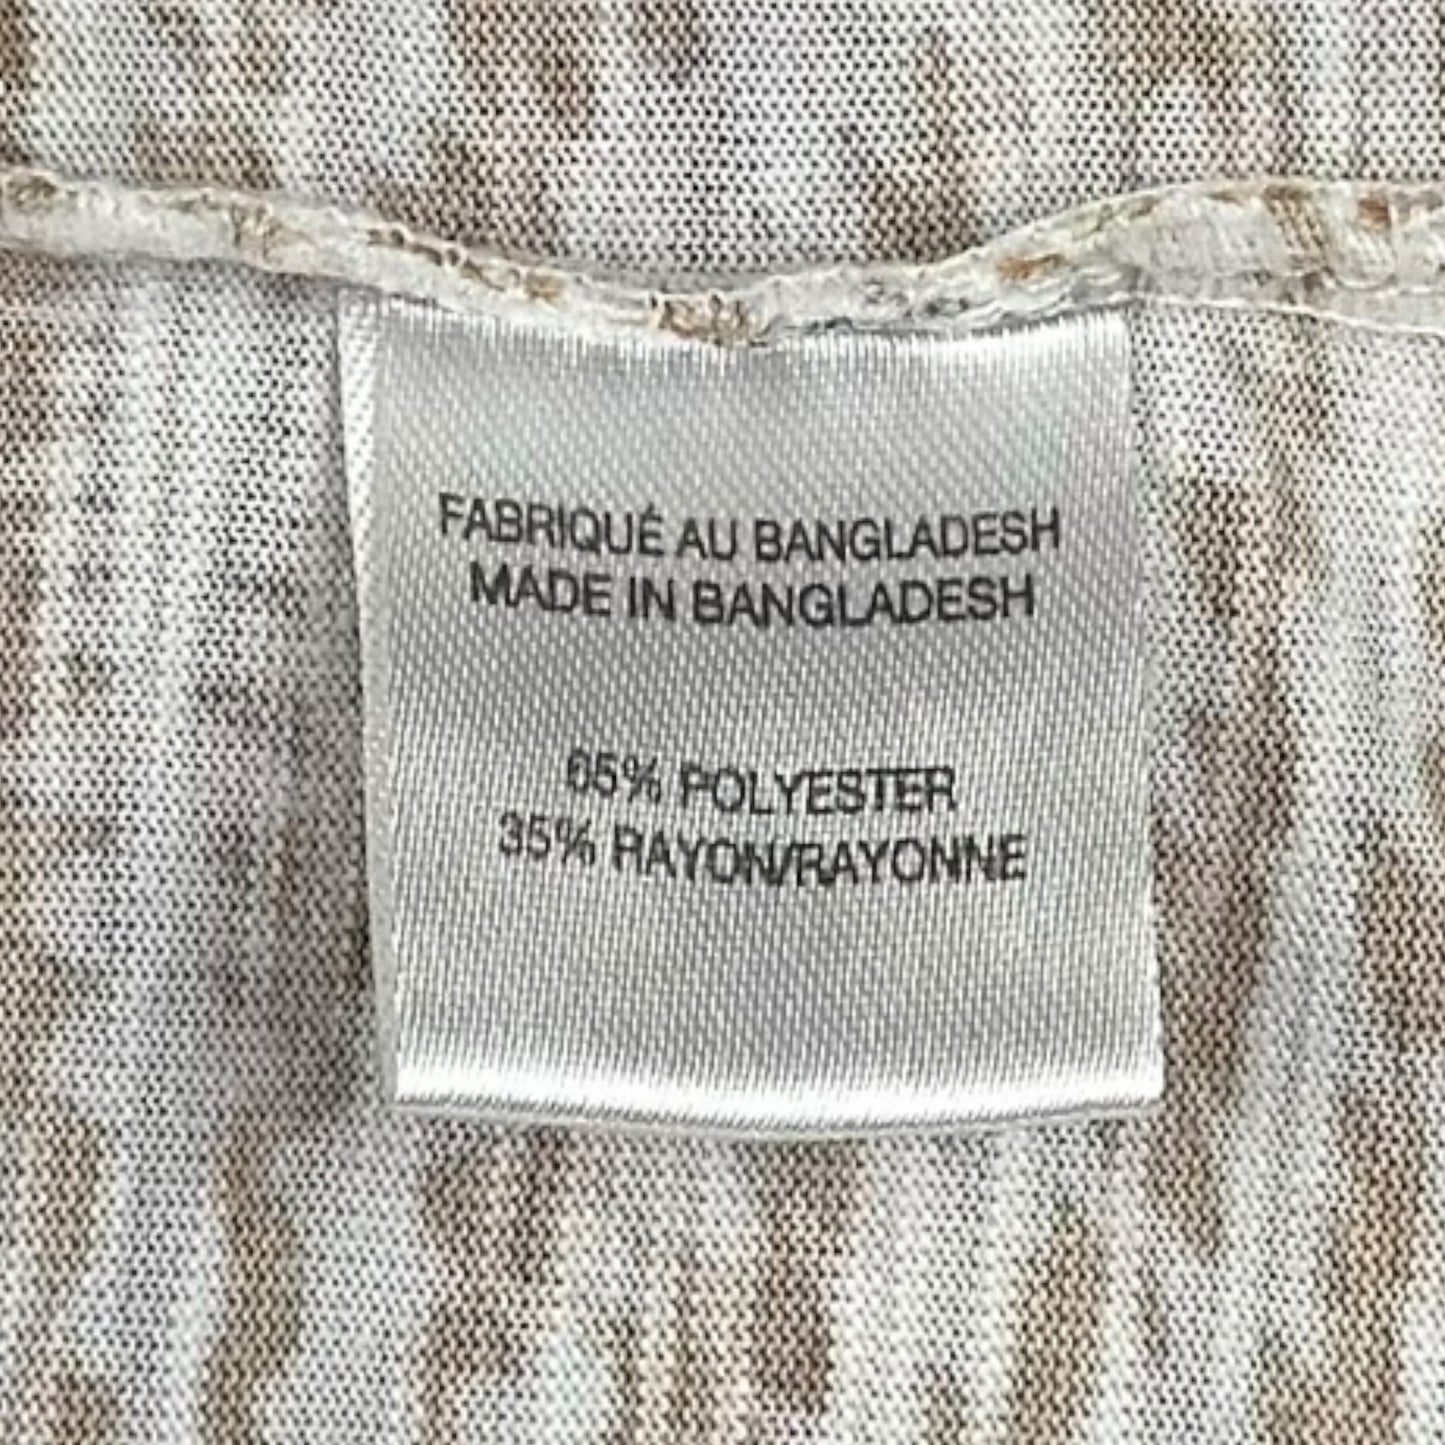 FABRIQUÉ AU BANGLADESH
MADE IN BANGLADESH
65% POLYESTER
35% RAYON/RAYONNE